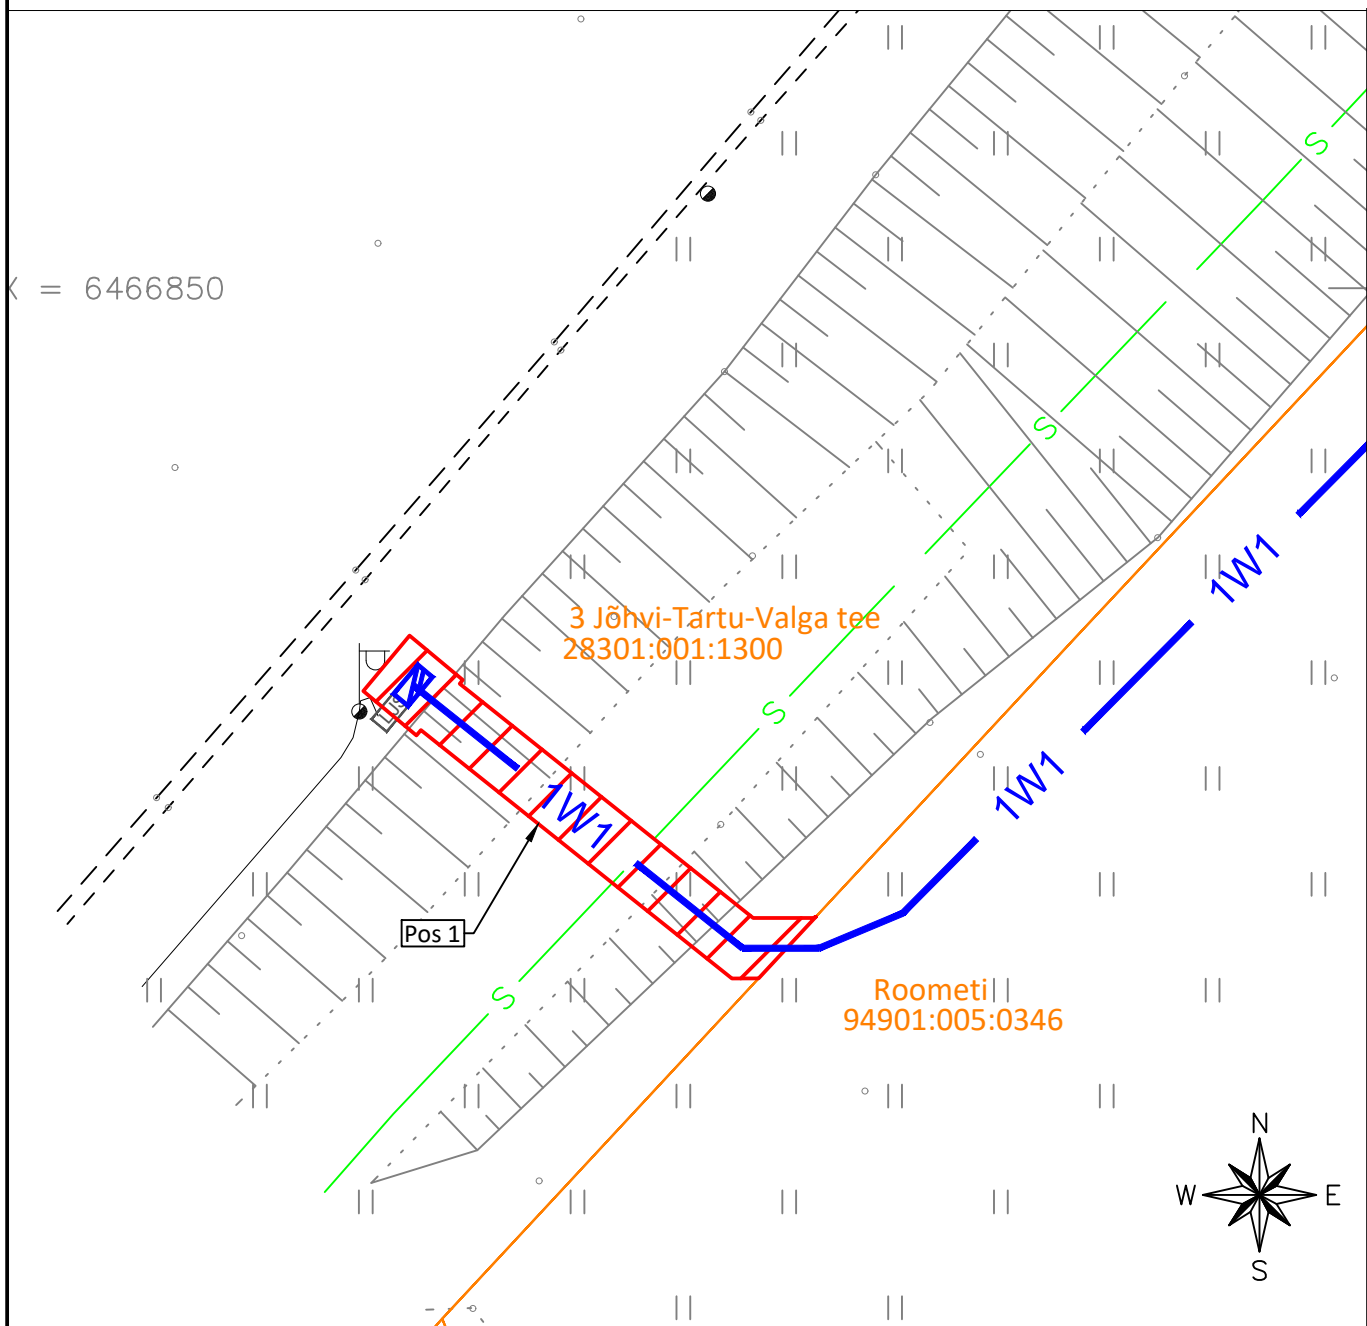 X = 6466850
S
S
1W1
3 Jõhvi-Tartu-Valga tee
28301:001:1300
S
1W1
1W1
Pos 1
S
Roometi
94901:005:0346
N
W
E
S